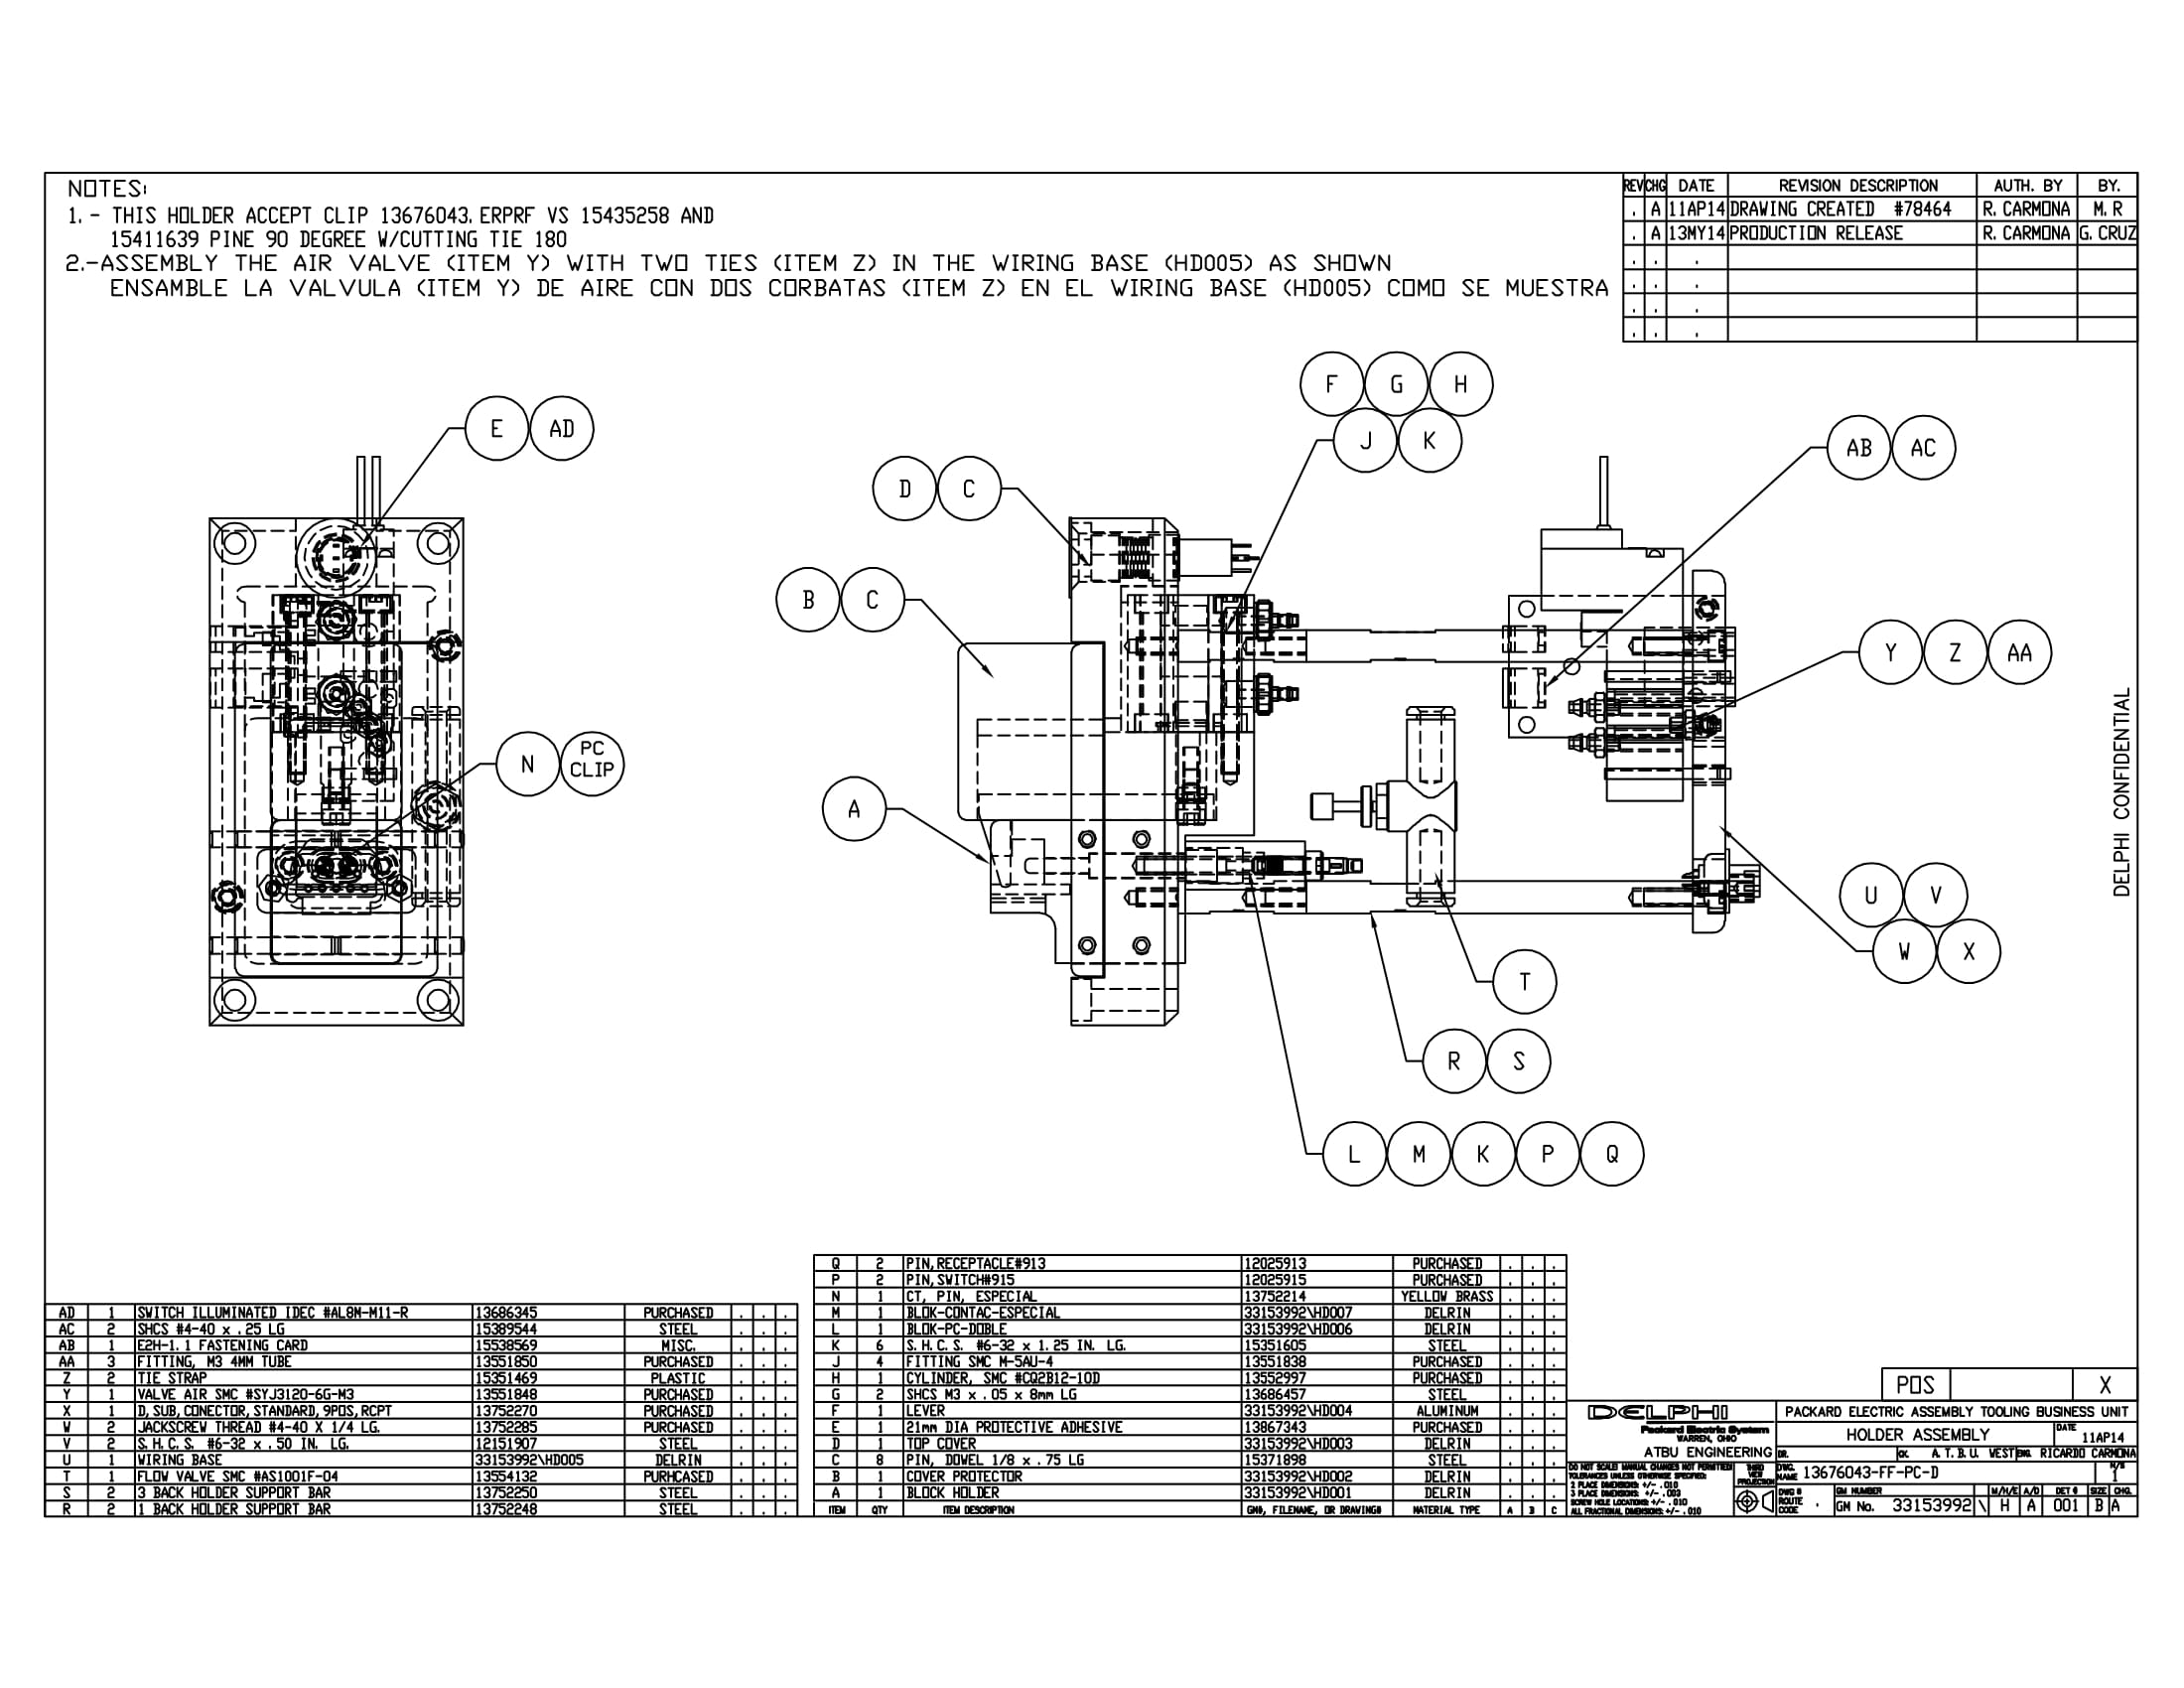 NOTES:
1.- THIS HOLDER ACCEPT CLIP 13676043.ERPRF VS 15435258 AND
15411639 PINE 90 DEGREE W/CUTTING TIE 180
2.-ASSEMBLY THE AIR VALVE (ITEM Y) WITH TWO TIES (ITEM Z) IN THE WIRING BASE (HD005) AS SHOWN
ENSAMBLE LA VALVULA (ITEM Y) DE AIRE CON DOS CORBATAS (ITEM Z) EN EL WIRING BASE (HD005) COMO SE MUESTRA
REV CHG DATE REVISION DESCRIPTION AUTH. BY BY.
. A 11AP14 DRAWING CREATED #78464 R. CARMONA M. R
. A 13MY14 PRODUCTION RELEASE R. CARMONA G. CRUZ
. . .
. . .
. . .
. . .
F G H
J K
E AD
AB AC
D C
B C
Y Z AA
N PC CLIP
A
U V
W X
T
R S
L M K P Q
DELPHI CONFIDENTIAL
AD 1 SWITCH ILLUMINATED IDEC #AL8M-M11-R 13686345 PURCHASED . . .
AC 2 SHCS #4-40 x .25 LG 15389544 STEEL . . .
AB 1 E2H-1.1 FASTENING CARD 15538569 MISC. . . .
AA 3 FITTING, M3 4MM TUBE 13551850 PURCHASED . . .
Z 2 TIE STRAP 15351469 PLASTIC . . .
Y 1 VALVE AIR SMC #SYJ3120-6G-M3 13551848 PURCHASED . . .
X 1 D,SUB,CONECTOR,STANDARD,9POS,RCPT 13752270 PURCHASED . . .
W 2 JACKSCREW THREAD #4-40 X 1/4 LG. 13752285 PURCHASED . . .
V 2 S.H.C.S. #6-32 x .50 IN. LG. 12151907 STEEL . . .
U 1 WIRING BASE 33153992\HD005 DELRIN . . .
T 1 FLOW VALVE SMC #AS1001F-04 13554132 PURHCASED . . .
S 2 3 BACK HOLDER SUPPORT BAR 13752250 STEEL . . .
R 2 1 BACK HOLDER SUPPORT BAR 13752248 STEEL . . .
Q 2 PIN,RECEPTACLE#913 12025913 PURCHASED . . .
P 2 PIN,SWITCH#915 12025915 PURCHASED . . .
N 1 CT, PIN, ESPECIAL 13752214 YELLOW BRASS . . .
M 1 BLOK-CONTAC-ESPECIAL 33153992\HD007 DELRIN . . .
L 1 BLOK-PC-DOBLE 33153992\HD006 DELRIN . . .
K 6 S.H.C.S. #6-32 x 1.25 IN. LG. 15351605 STEEL . . .
J 4 FITTING SMC M-5AU-4 13551838 PURCHASED . . .
H 1 CYLINDER, SMC #CQ2B12-10D 13552997 PURCHASED . . .
G 2 SHCS M3 x .05 x 8mm LG 13686457 STEEL . . .
F 1 LEVER 33153992\HD004 ALUMINUM . . .
E 1 21mm DIA PROTECTIVE ADHESIVE 13867343 PURCHASED . . .
D 1 TOP COVER 33153992\HD003 DELRIN . . .
C 8 PIN, DOWEL 1/8 x .75 LG 15371898 STEEL . . .
B 1 COVER PROTECTOR 33153992\HD002 DELRIN . . .
A 1 BLOCK HOLDER 33153992\HD001 DELRIN . . .
ITEM QTY ITEM DESCRIPTION GM#, FILENAME, OR DRAWING# MATERIAL TYPE A B C
POS X
DELPHI
Packard Electric System
WARREN, OHIO
ATBU ENGINEERING
PACKARD ELECTRIC ASSEMBLY TOOLING BUSINESS UNIT
HOLDER ASSEMBLY DATE 11AP14
DR. CK. A.T.B.U. WEST ENG. RICARDO CARMONA
DO NOT SCALE! MANUAL CHANGES NOT PERMITTED!
TOLERANCES UNLESS OTHERWISE SPECIFIED:
2 PLACE DIMENSIONS: +/- .010
3 PLACE DIMENSIONS: +/- .003
SCREW HOLE LOCATIONS: +/- .010
ALL FRACTIONAL DIMENSIONS: +/- .010
THIRD VIEW PROJECTION
DWG. NAME 13676043-FF-PC-D 1
DWG # ROUTE CODE .
GM NUMBER M/H/E A/D DET # SIZE CHG.
GM No. 33153992\ H A 001 B A